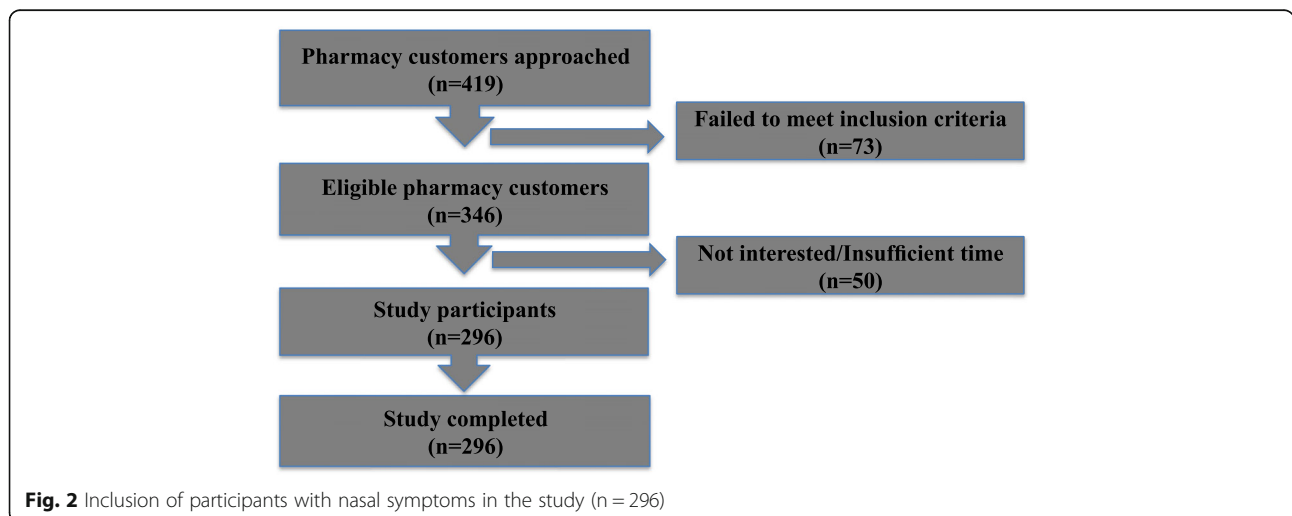 Pharmacy customers approached
(n=419)
Failed to meet inclusion criteria
(n=73)
Eligible pharmacy customers
(n=346)
Not interested/Insufficient time
(n=50)
Study participants
(n=296)
Study completed
(n=296)
Fig. 2 Inclusion of participants with nasal symptoms in the study (n = 296)